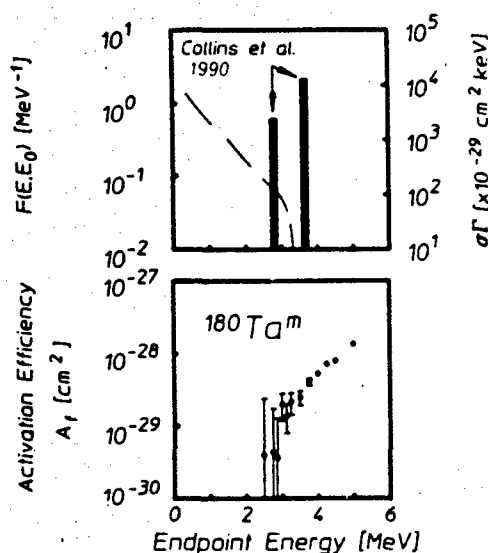 Collins et al.
1990
F(E,E₀) [MeV⁻¹]
10¹
10⁰
10⁻¹
10⁻²
10⁵
10⁴
10³
10²
10¹
σΓ [x10⁻²⁹ cm² keV]
Activation Efficiency
A_f [cm²]
10⁻²⁷
10⁻²⁸
10⁻²⁹
10⁻³⁰
¹⁸⁰Taᵐ
0 2 4 6
Endpoint Energy [MeV]